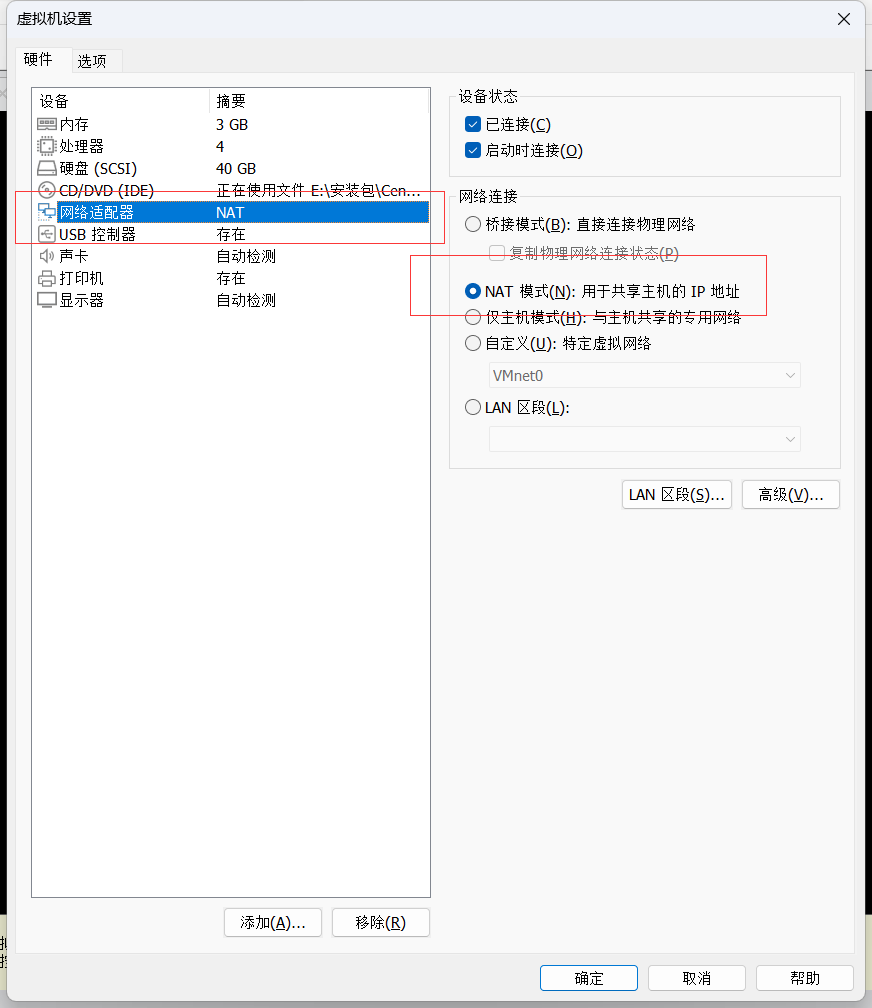 虚拟机设置
硬件 选项
设备 摘要
内存 3 GB
处理器 4
硬盘 (SCSI) 40 GB
CD/DVD (IDE) 正在使用文件 E:\安装包\Cen...
网络适配器 NAT
USB 控制器 存在
声卡 自动检测
打印机 存在
显示器 自动检测
添加(A)... 移除(R)
设备状态
已连接(C)
启动时连接(O)
网络连接
桥接模式(B): 直接连接物理网络
复制物理网络连接状态(P)
NAT 模式(N): 用于共享主机的 IP 地址
仅主机模式(H): 与主机共享的专用网络
自定义(U): 特定虚拟网络
VMnet0
LAN 区段(L):
LAN 区段(S)... 高级(V)...
确定 取消 帮助